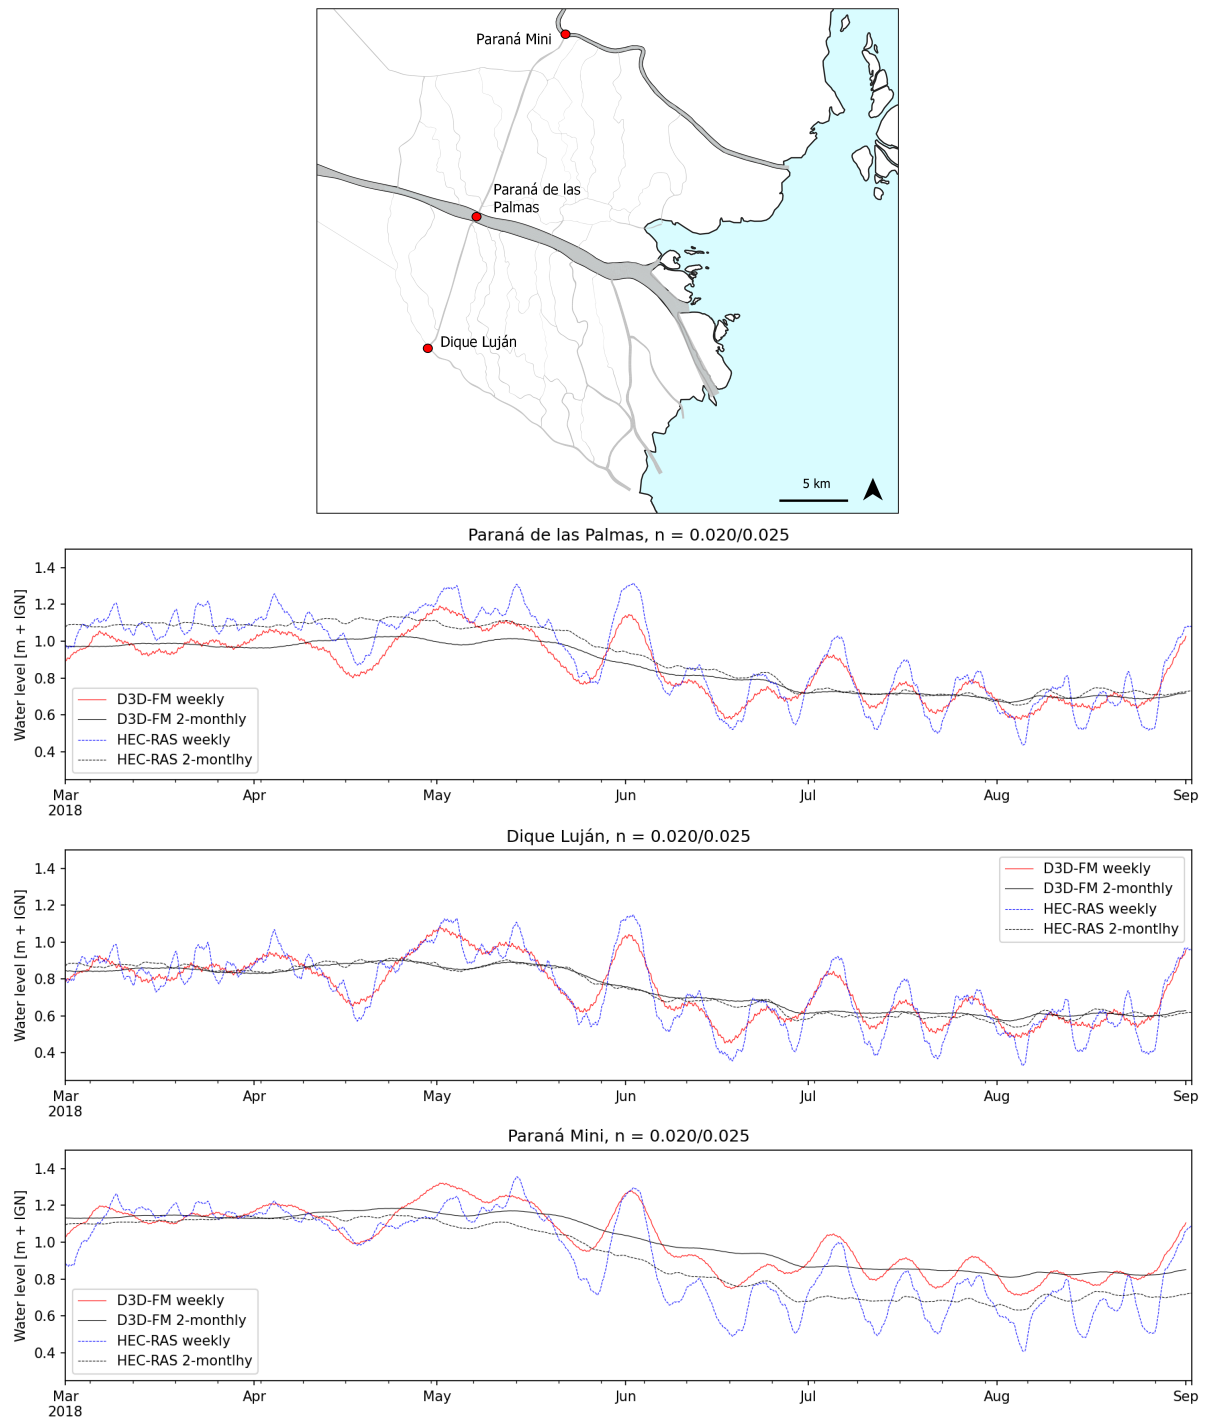 Paraná Mini
Paraná de las
Palmas
Dique Luján
5 km
Paraná de las Palmas, n = 0.020/0.025
Water level [m + IGN]
1.4
1.2
1.0
0.8
0.6
0.4
D3D-FM weekly
D3D-FM 2-monthly
HEC-RAS weekly
HEC-RAS 2-montlhy
Mar Apr May Jun Jul Aug Sep
2018
Dique Luján, n = 0.020/0.025
Water level [m + IGN]
1.4
1.2
1.0
0.8
0.6
0.4
D3D-FM weekly
D3D-FM 2-monthly
HEC-RAS weekly
HEC-RAS 2-montlhy
Mar Apr May Jun Jul Aug Sep
2018
Paraná Mini, n = 0.020/0.025
Water level [m + IGN]
1.4
1.2
1.0
0.8
0.6
0.4
D3D-FM weekly
D3D-FM 2-monthly
HEC-RAS weekly
HEC-RAS 2-montlhy
Mar Apr May Jun Jul Aug Sep
2018